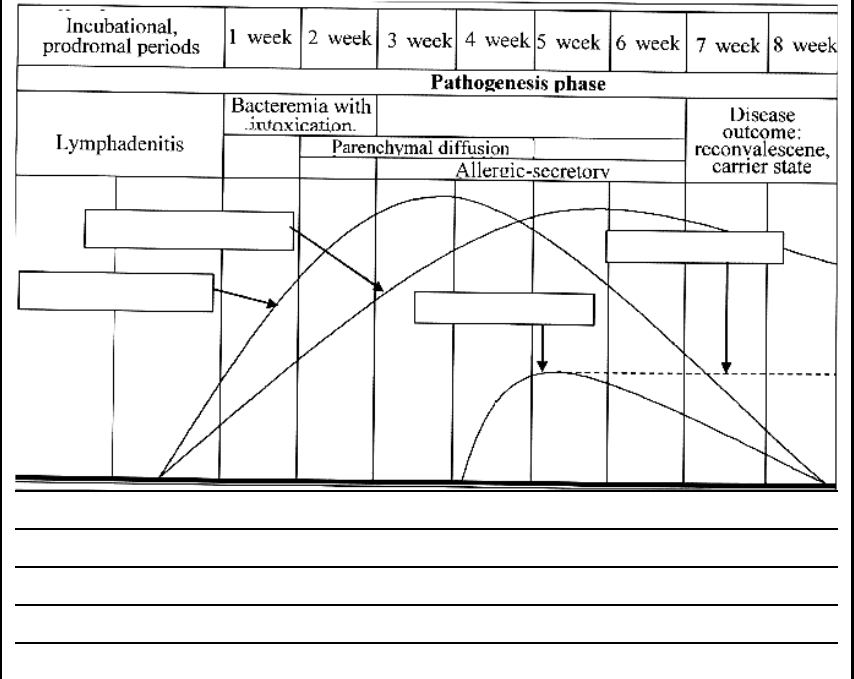 Incubational,
prodromal periods
1 week
2 week
3 week
4 week
5 week
6 week
7 week
8 week
Pathogenesis phase
Lymphadenitis
Bacteremia with
.intoxication.
Parenchymal diffusion
Allergic-secretory
Disease
outcome:
reconvalescene,
carrier state